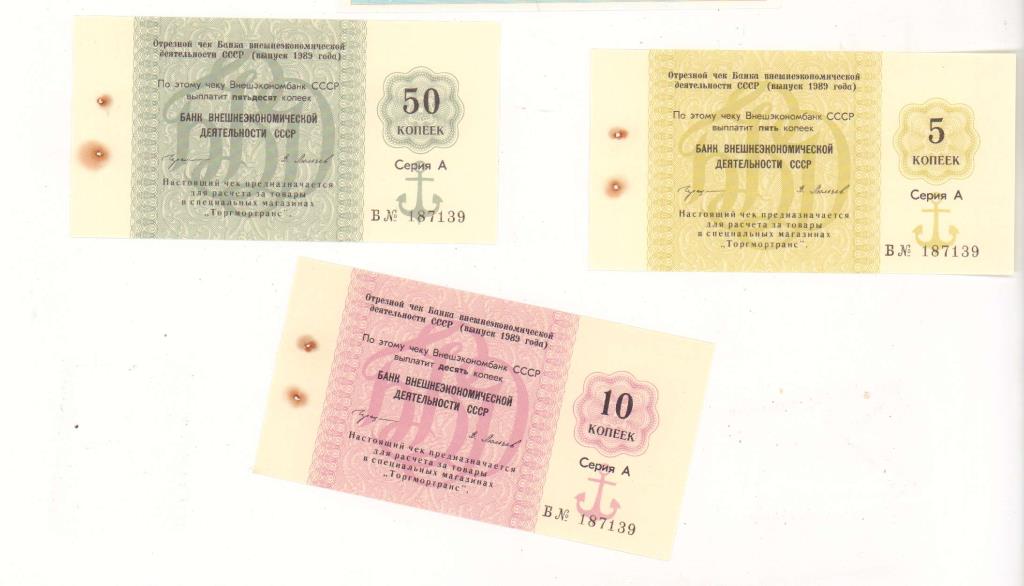 Отрезной чек Банка внешнеэкономической
деятельности СССР (выпуск 1989 года)
По этому чеку Внешэкономбанк СССР
выплатит пятьдесят копеек
БАНК ВНЕШНЕЭКОНОМИЧЕСКОЙ
ДЕЯТЕЛЬНОСТИ СССР
Настоящий чек предназначается
для расчета за товары
в специальных магазинах
„Торгмортранс“.
50
КОПЕЕК
Серия А
В № 187139
Отрезной чек Банка внешнеэкономической
деятельности СССР (выпуск 1989 года)
По этому чеку Внешэкономбанк СССР
выплатит пять копеек
БАНК ВНЕШНЕЭКОНОМИЧЕСКОЙ
ДЕЯТЕЛЬНОСТИ СССР
Настоящий чек предназначается
для расчета за товары
в специальных магазинах
„Торгмортранс“.
5
КОПЕЕК
Серия А
В № 187139
Отрезной чек Банка внешнеэкономической
деятельности СССР (выпуск 1989 года)
По этому чеку Внешэкономбанк СССР
выплатит десять копеек
БАНК ВНЕШНЕЭКОНОМИЧЕСКОЙ
ДЕЯТЕЛЬНОСТИ СССР
Настоящий чек предназначается
для расчета за товары
в специальных магазинах
„Торгмортранс“.
10
КОПЕЕК
Серия А
В № 187139